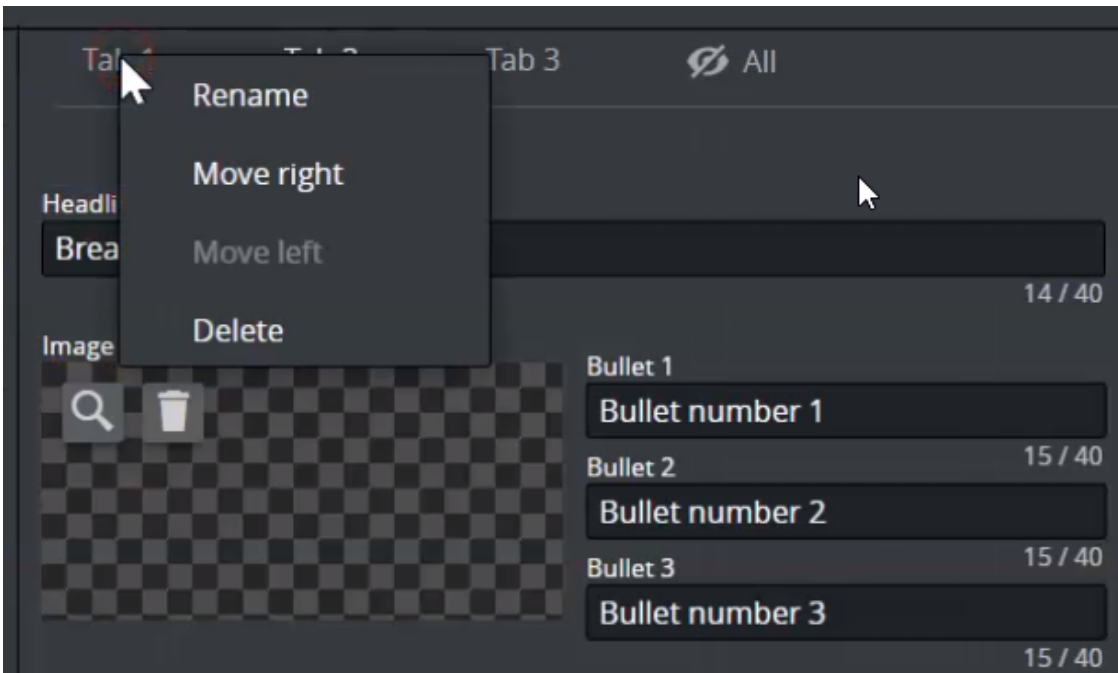 Tab 3
All
Rename
Move right
Move left
Delete
14 / 40
Image
Bullet 1
Bullet number 1
15 / 40
Bullet 2
Bullet number 2
15 / 40
Bullet 3
Bullet number 3
15 / 40